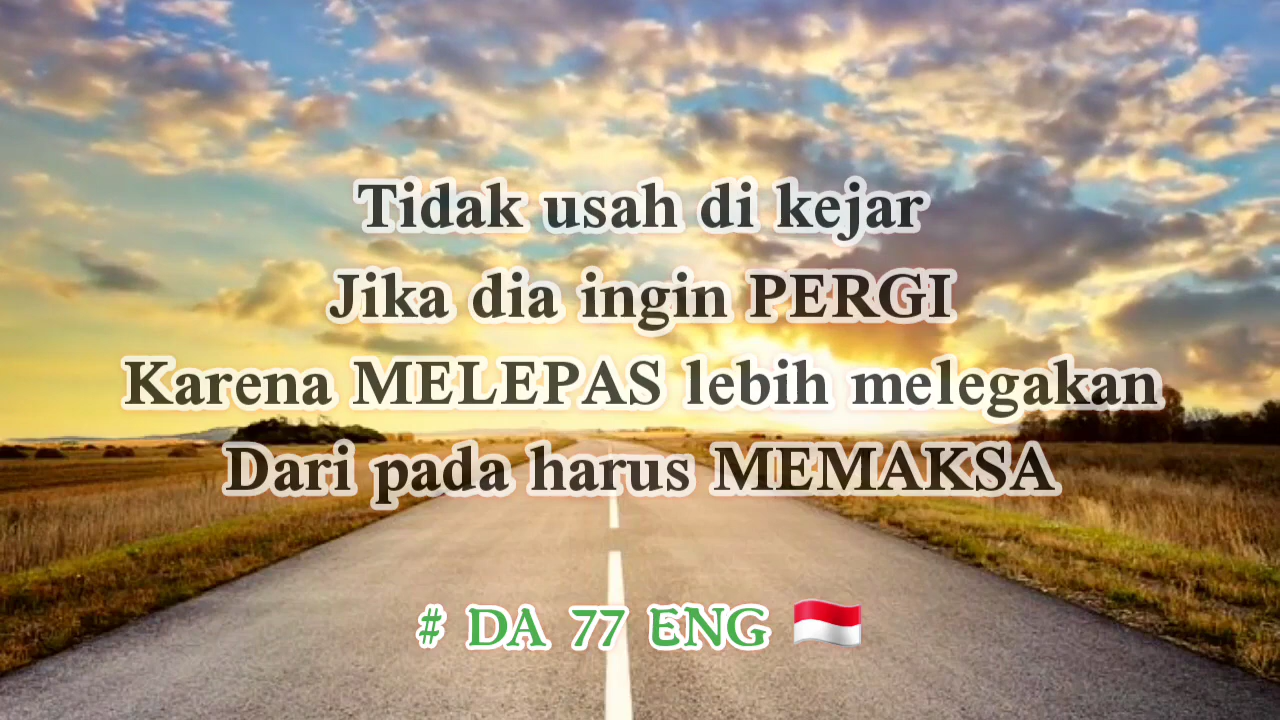 Tidak usah di kejar
Jika dia ingin PERGI
Karena MELEPAS lebih melegakan
Dari pada harus MEMAKSA
# DA 77 ENG 🇮🇩